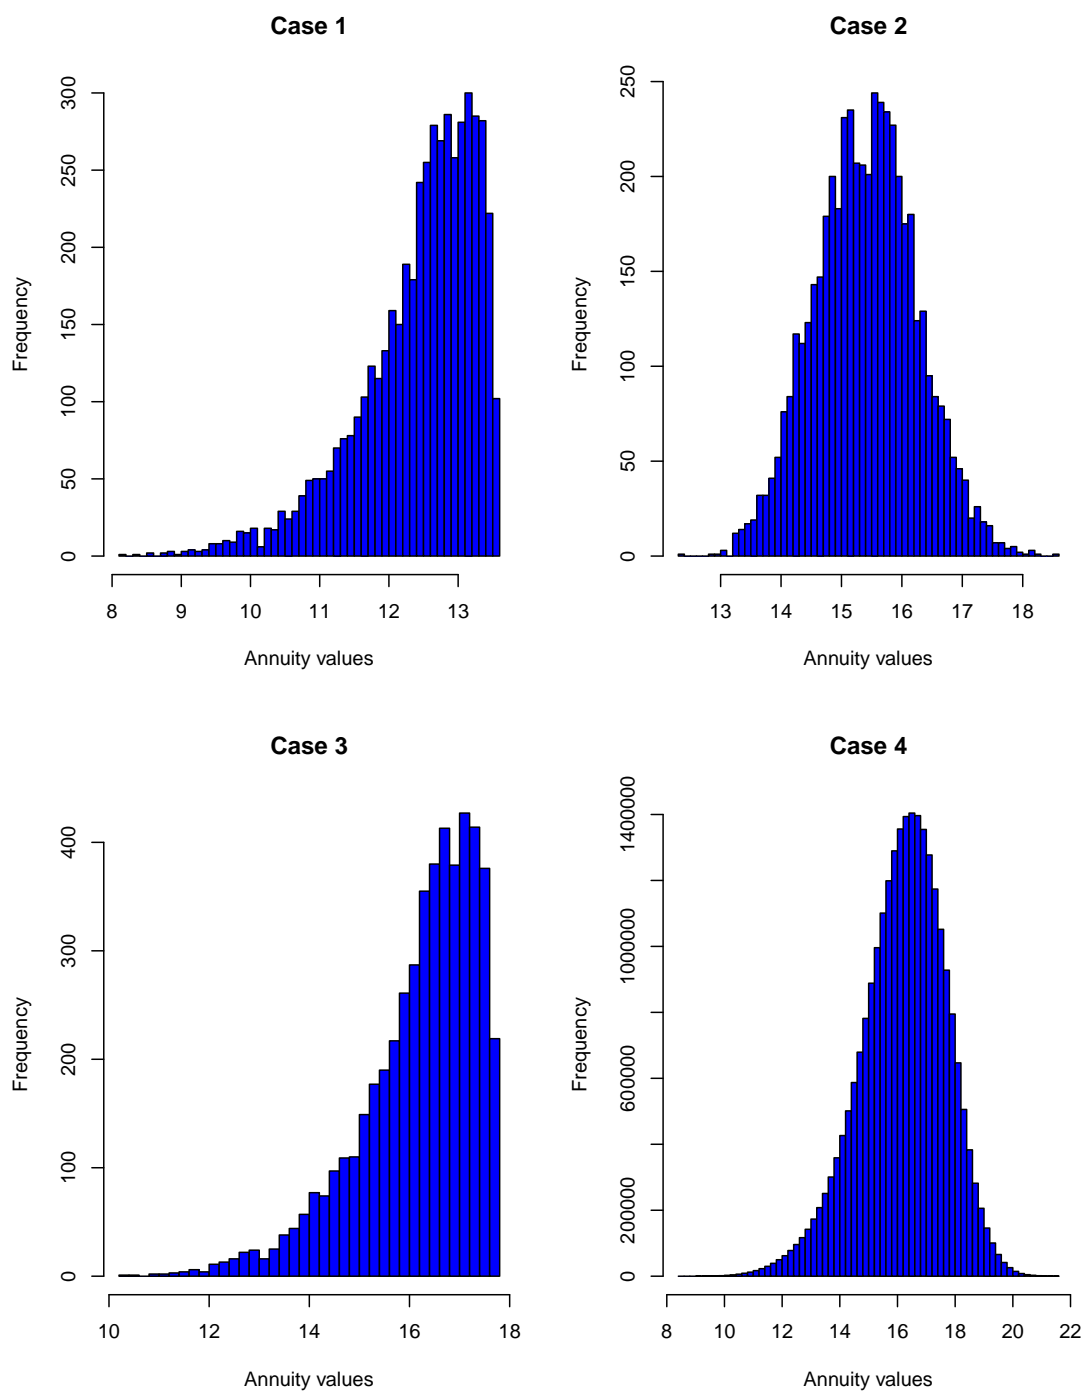 Case 1
Frequency
300
250
200
150
100
50
0
8 9 10 11 12 13
Annuity values
Case 2
Frequency
250
200
150
100
50
0
13 14 15 16 17 18
Annuity values
Case 3
Frequency
400
300
200
100
0
10 12 14 16 18
Annuity values
Case 4
Frequency
1400000
1000000
600000
200000
0
8 10 12 14 16 18 20 22
Annuity values